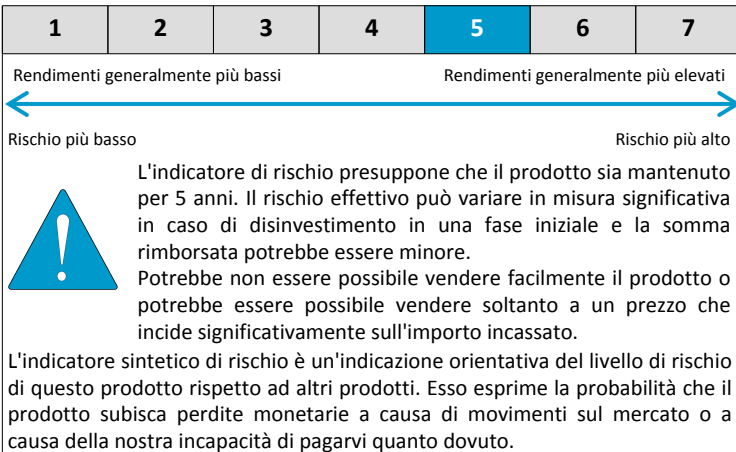 1 2 3 4 5 6 7
Rendimenti generalmente più bassi Rendimenti generalmente più elevati
Rischio più basso Rischio più alto
L'indicatore di rischio presuppone che il prodotto sia mantenuto
per 5 anni. Il rischio effettivo può variare in misura significativa
in caso di disinvestimento in una fase iniziale e la somma
rimborsata potrebbe essere minore.
Potrebbe non essere possibile vendere facilmente il prodotto o
potrebbe essere possibile vendere soltanto a un prezzo che
incide significativamente sull'importo incassato.
L'indicatore sintetico di rischio è un'indicazione orientativa del livello di rischio
di questo prodotto rispetto ad altri prodotti. Esso esprime la probabilità che il
prodotto subisca perdite monetarie a causa di movimenti sul mercato o a
causa della nostra incapacità di pagarvi quanto dovuto.